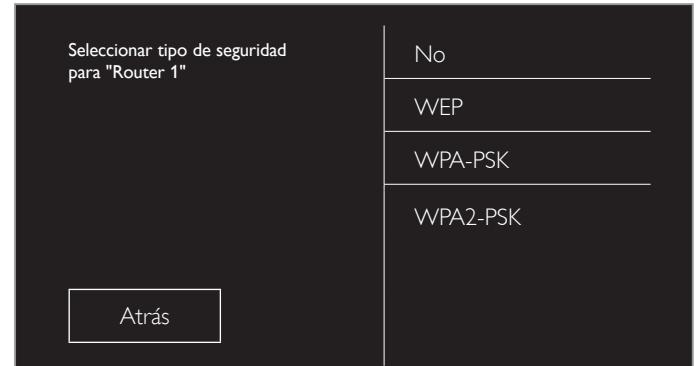 Seleccionar tipo de seguridad
para "Router 1"
No
WEP
WPA-PSK
WPA2-PSK
Atrás